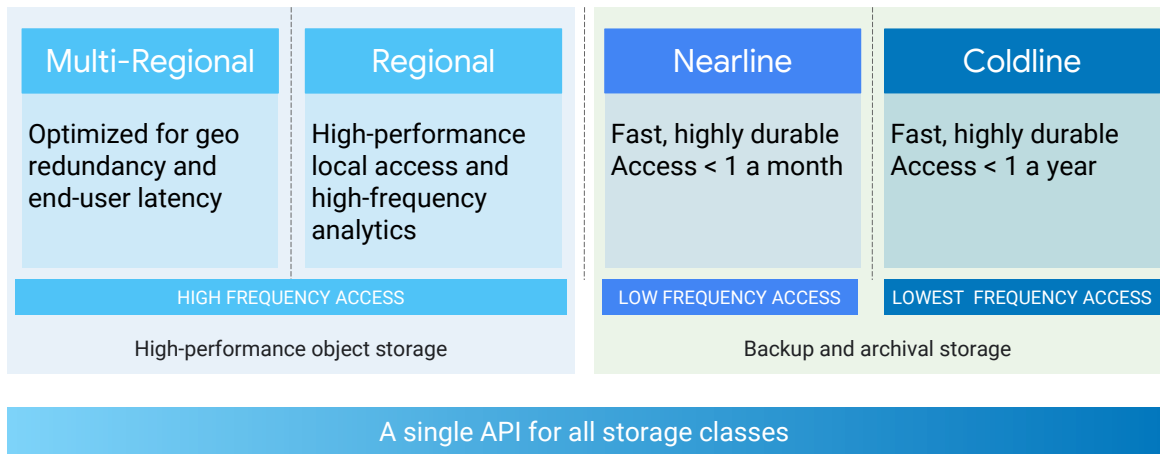 Multi-Regional
Optimized for geo
redundancy and
end-user latency
Regional
High-performance
local access and
high-frequency
analytics
HIGH FREQUENCY ACCESS
High-performance object storage
Nearline
Fast, highly durable
Access < 1 a month
LOW FREQUENCY ACCESS
Coldline
Fast, highly durable
Access < 1 a year
LOWEST FREQUENCY ACCESS
Backup and archival storage
A single API for all storage classes